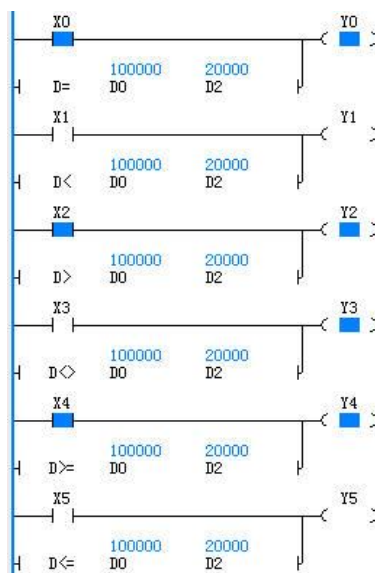 X0 Y0
100000 20000
D= D0 D2
X1 Y1
100000 20000
D< D0 D2
X2 Y2
100000 20000
D> D0 D2
X3 Y3
100000 20000
D<> D0 D2
X4 Y4
100000 20000
D>= D0 D2
X5 Y5
100000 20000
D<= D0 D2